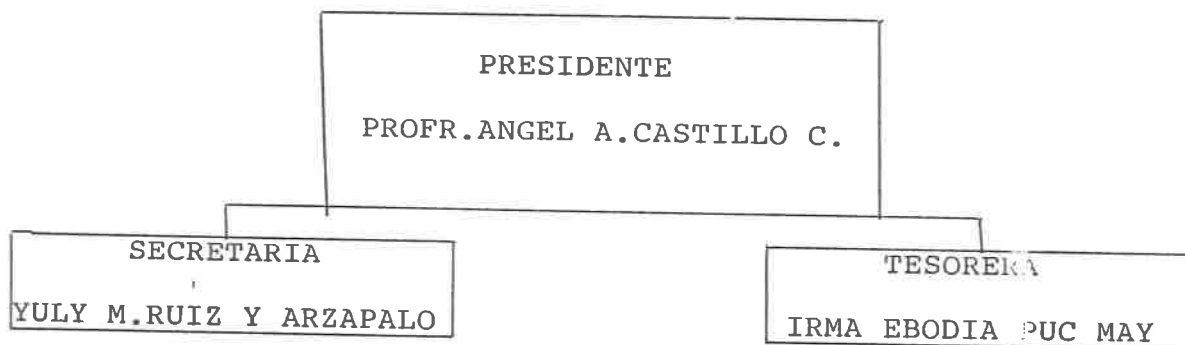 PRESIDENTE
PROFR.ANGEL A.CASTILLO C.
SECRETARIA
YULY M.RUIZ Y ARZAPALO
TESORERA
IRMA EBODIA PUC MAY